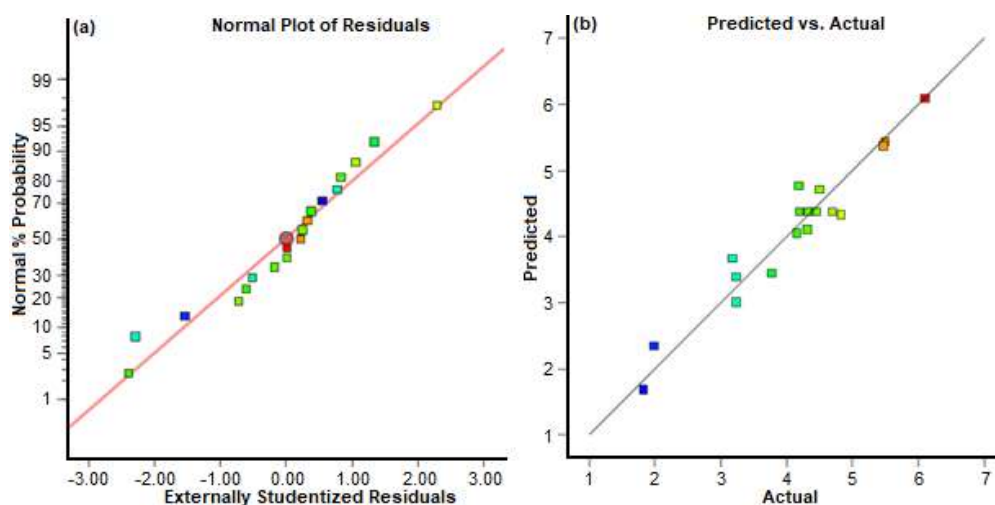 (a) Normal Plot of Residuals
Normal % Probability
99
95
90
80
70
50
30
20
10
5
1
-3.00 -2.00 -1.00 0.00 1.00 2.00 3.00
Externally Studentized Residuals
(b) Predicted vs. Actual
Predicted
7
6
5
4
3
2
1
1 2 3 4 5 6 7
Actual